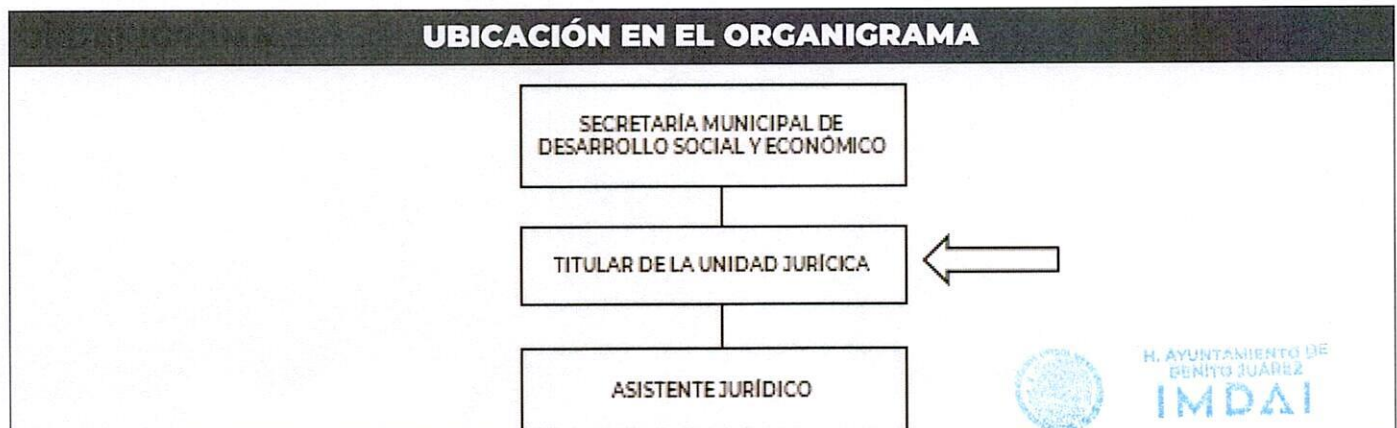 UBICACIÓN EN EL ORGANIGRAMA
SECRETARÍA MUNICIPAL DE
DESARROLLO SOCIAL Y ECONÓMICO
TITULAR DE LA UNIDAD JURÍCICA
ASISTENTE JURÍDICO
H. AYUNTAMIENTO DE
BENITO JUÁREZ
IMDAI